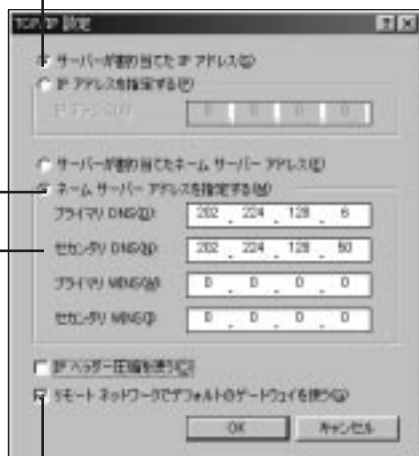 TCP/IP 設定
サーバーが割り当てた IP アドレス(S)
IP アドレスを指定する(P)
0 . 0 . 0 . 0
サーバーが割り当てたネーム サーバー アドレス(E)
ネーム サーバー アドレスを指定する(M)
プライマリ DNS(D): 202 . 224 . 128 . 6
セカンダリ DNS(N): 202 . 224 . 128 . 50
プライマリ WINS(W): 0 . 0 . 0 . 0
セカンダリ WINS(I): 0 . 0 . 0 . 0
IP ヘッダー圧縮を使う(C)
リモート ネットワークでデフォルトのゲートウェイを使う(G)
OK キャンセル